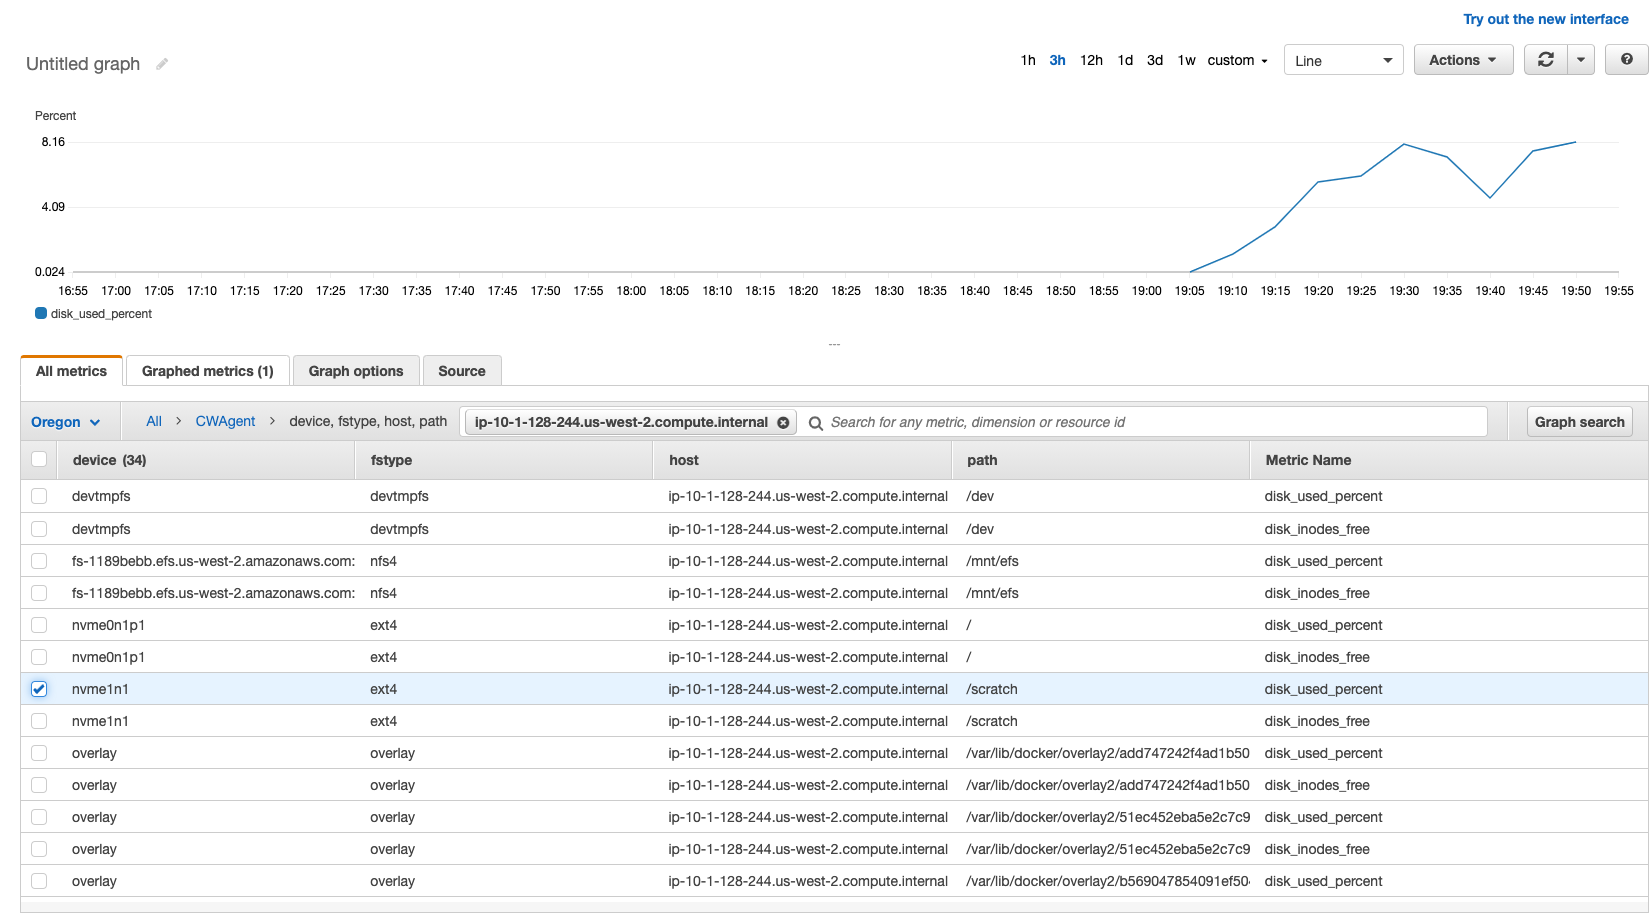 Try out the new interface
Untitled graph
1h 3h 12h 1d 3d 1w custom Line Actions ?
Percent
8.16
4.09
0.024
16:55 17:00 17:05 17:10 17:15 17:20 17:25 17:30 17:35 17:40 17:45 17:50 17:55 18:00 18:05 18:10 18:15 18:20 18:25 18:30 18:35 18:40 18:45 18:50 18:55 19:00 19:05 19:10 19:15 19:20 19:25 19:30 19:35 19:40 19:45 19:50 19:55
disk_used_percent
All metrics Graphed metrics (1) Graph options Source
Oregon All > CWAgent > device, fstype, host, path ip-10-1-128-244.us-west-2.compute.internal Search for any metric, dimension or resource id Graph search
device (34) fstype host path Metric Name
devtmpfs devtmpfs ip-10-1-128-244.us-west-2.compute.internal /dev disk_used_percent
devtmpfs devtmpfs ip-10-1-128-244.us-west-2.compute.internal /dev disk_inodes_free
fs-1189bebb.efs.us-west-2.amazonaws.com: nfs4 ip-10-1-128-244.us-west-2.compute.internal /mnt/efs disk_used_percent
fs-1189bebb.efs.us-west-2.amazonaws.com: nfs4 ip-10-1-128-244.us-west-2.compute.internal /mnt/efs disk_inodes_free
nvme0n1p1 ext4 ip-10-1-128-244.us-west-2.compute.internal / disk_used_percent
nvme0n1p1 ext4 ip-10-1-128-244.us-west-2.compute.internal / disk_inodes_free
nvme1n1 ext4 ip-10-1-128-244.us-west-2.compute.internal /scratch disk_used_percent
nvme1n1 ext4 ip-10-1-128-244.us-west-2.compute.internal /scratch disk_inodes_free
overlay overlay ip-10-1-128-244.us-west-2.compute.internal /var/lib/docker/overlay2/add747242f4ad1b50 disk_used_percent
overlay overlay ip-10-1-128-244.us-west-2.compute.internal /var/lib/docker/overlay2/add747242f4ad1b50 disk_inodes_free
overlay overlay ip-10-1-128-244.us-west-2.compute.internal /var/lib/docker/overlay2/51ec452eba5e2c7c9 disk_used_percent
overlay overlay ip-10-1-128-244.us-west-2.compute.internal /var/lib/docker/overlay2/51ec452eba5e2c7c9 disk_inodes_free
overlay overlay ip-10-1-128-244.us-west-2.compute.internal /var/lib/docker/overlay2/b569047854091ef50 disk_used_percent